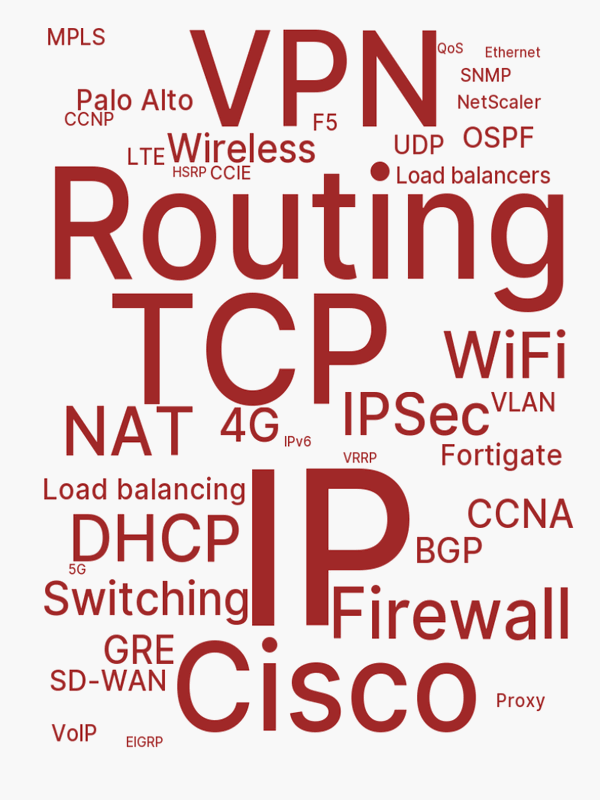 MPLS
VPN
QoS
Ethernet
SNMP
Palo Alto
NetScaler
CCNP
F5
UDP
OSPF
LTE
Wireless
HSRP
CCIE
Load balancers
Routing
TCP
WiFi
NAT
4G
IPv6
IPSec
VLAN
VRRP
Fortigate
Load balancing
IP
CCNA
DHCP
BGP
5G
Switching
Firewall
GRE
SD-WAN
Cisco
Proxy
VoIP
EIGRP